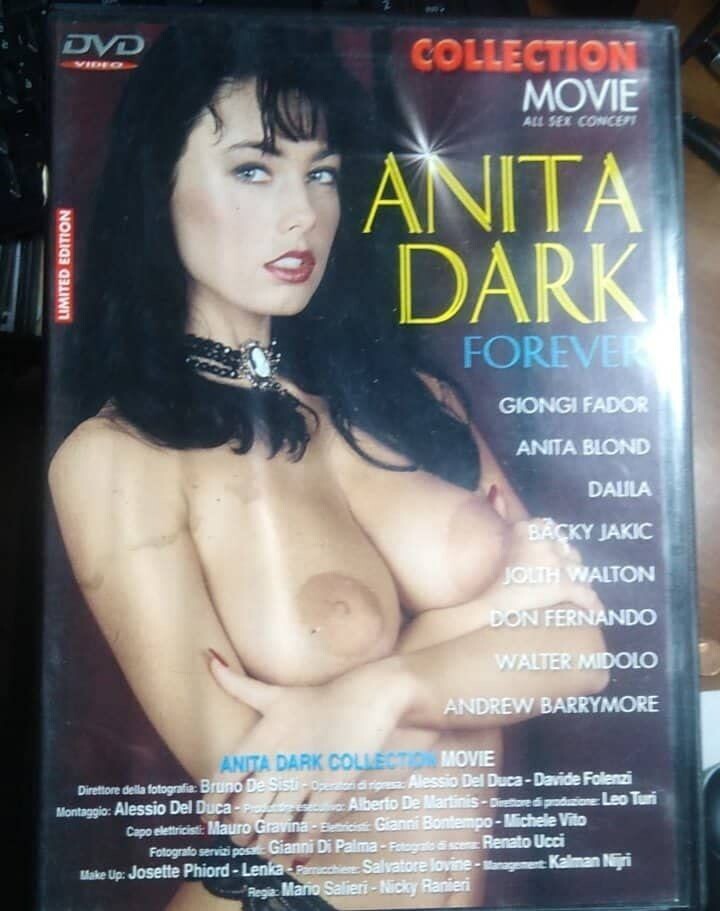 DVD
VIDEO
COLLECTION
MOVIE
ALL SEX CONCEPT
LIMITED EDITION
ANITA
DARK
FOREVER
GIONGI FADOR
ANITA BLOND
DALILA
BACKY JAKIC
JOLTH WALTON
DON FERNANDO
WALTER MIDOLO
ANDREW BARRYMORE
ANITA DARK COLLECTION MOVIE
Direttore della fotografia: Bruno De Sisti - Operatori di ripresa: Alessio Del Duca - Davide Folenzi
Montaggio: Alessio Del Duca - Produttore esecutivo: Alberto De Martinis - Direttore di produzione: Leo Turi
Capo elettricisti: Mauro Gravina - Elettricisti: Gianni Bontempo - Michele Vito
Fotografo servizi posati: Gianni Di Palma - Fotografo di scena: Renato Ucci
Make Up: Josette Phiord - Lenka - Parrucchiere: Salvatore Iovine - Management: Kalman Nijri
Regia: Mario Salieri - Nicky Ranieri